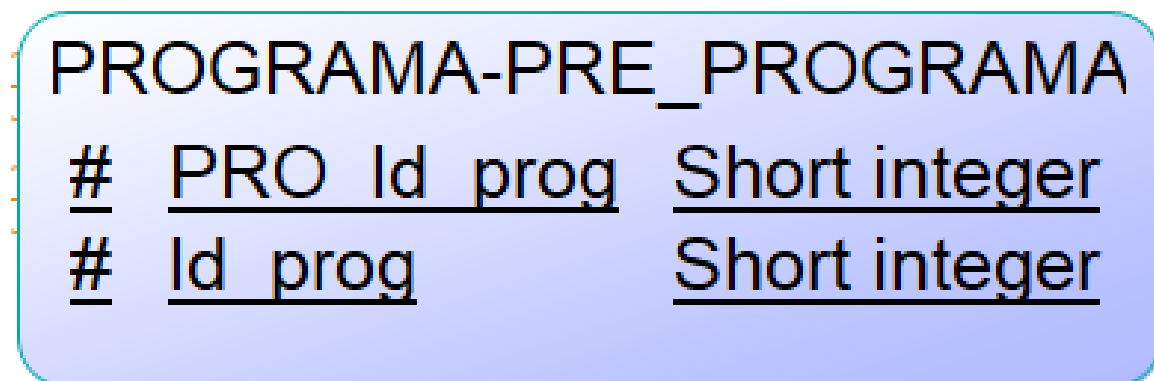 PROGRAMA-PRE_PROGRAMA
# PRO_Id_prog Short integer
# Id_prog Short integer